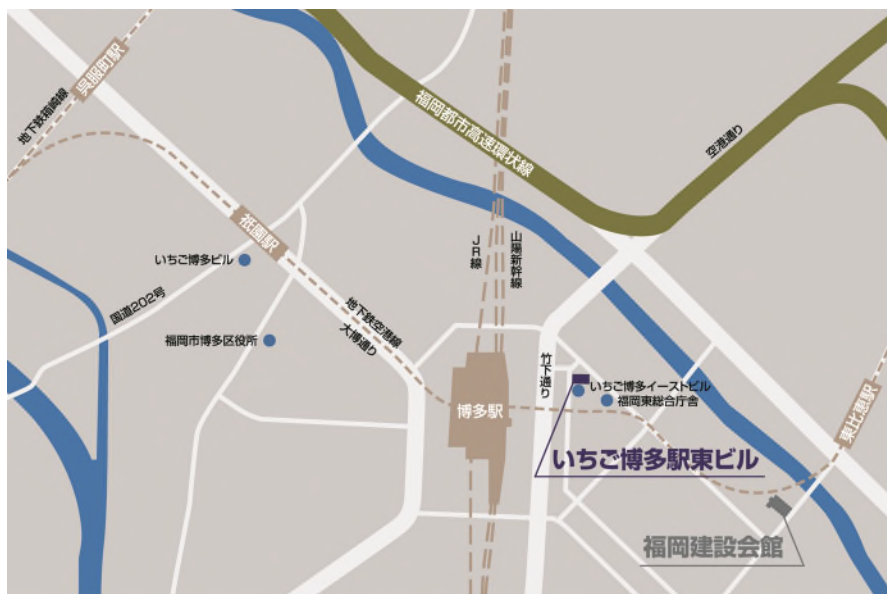 呉服町駅
地下鉄箱崎線
福岡都市高速環状線
空港通り
祇園駅
いちご博多ビル
国道202号
JR線
山陽新幹線
福岡市博多区役所
地下鉄空港線
大博通り
竹下通り
博多駅
いちご博多イーストビル
福岡東総合庁舎
東比恵駅
いちご博多駅東ビル
福岡建設会館